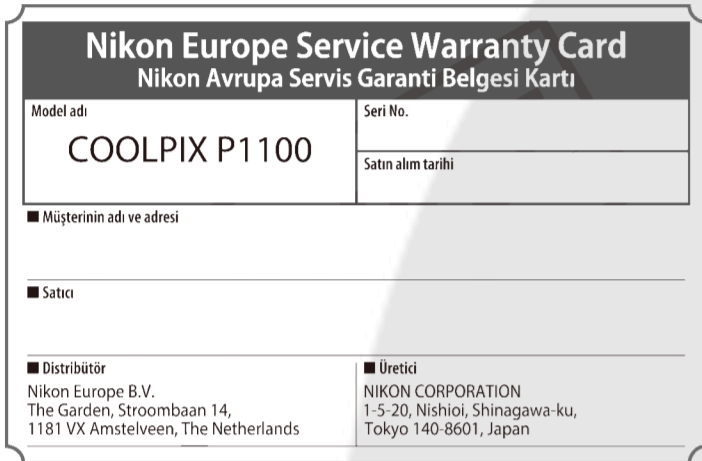 Nikon Europe Service Warranty Card
Nikon Avrupa Servis Garanti Belgesi Kartı
Model adı
COOLPIX P1100
Seri No.
Satın alım tarihi
■ Müşterinin adı ve adresi
■ Satıcı
■ Distribütör
Nikon Europe B.V.
The Garden, Stroombaan 14,
1181 VX Amstelveen, The Netherlands
■ Üretici
NIKON CORPORATION
1-5-20, Nishioi, Shinagawa-ku,
Tokyo 140-8601, Japan